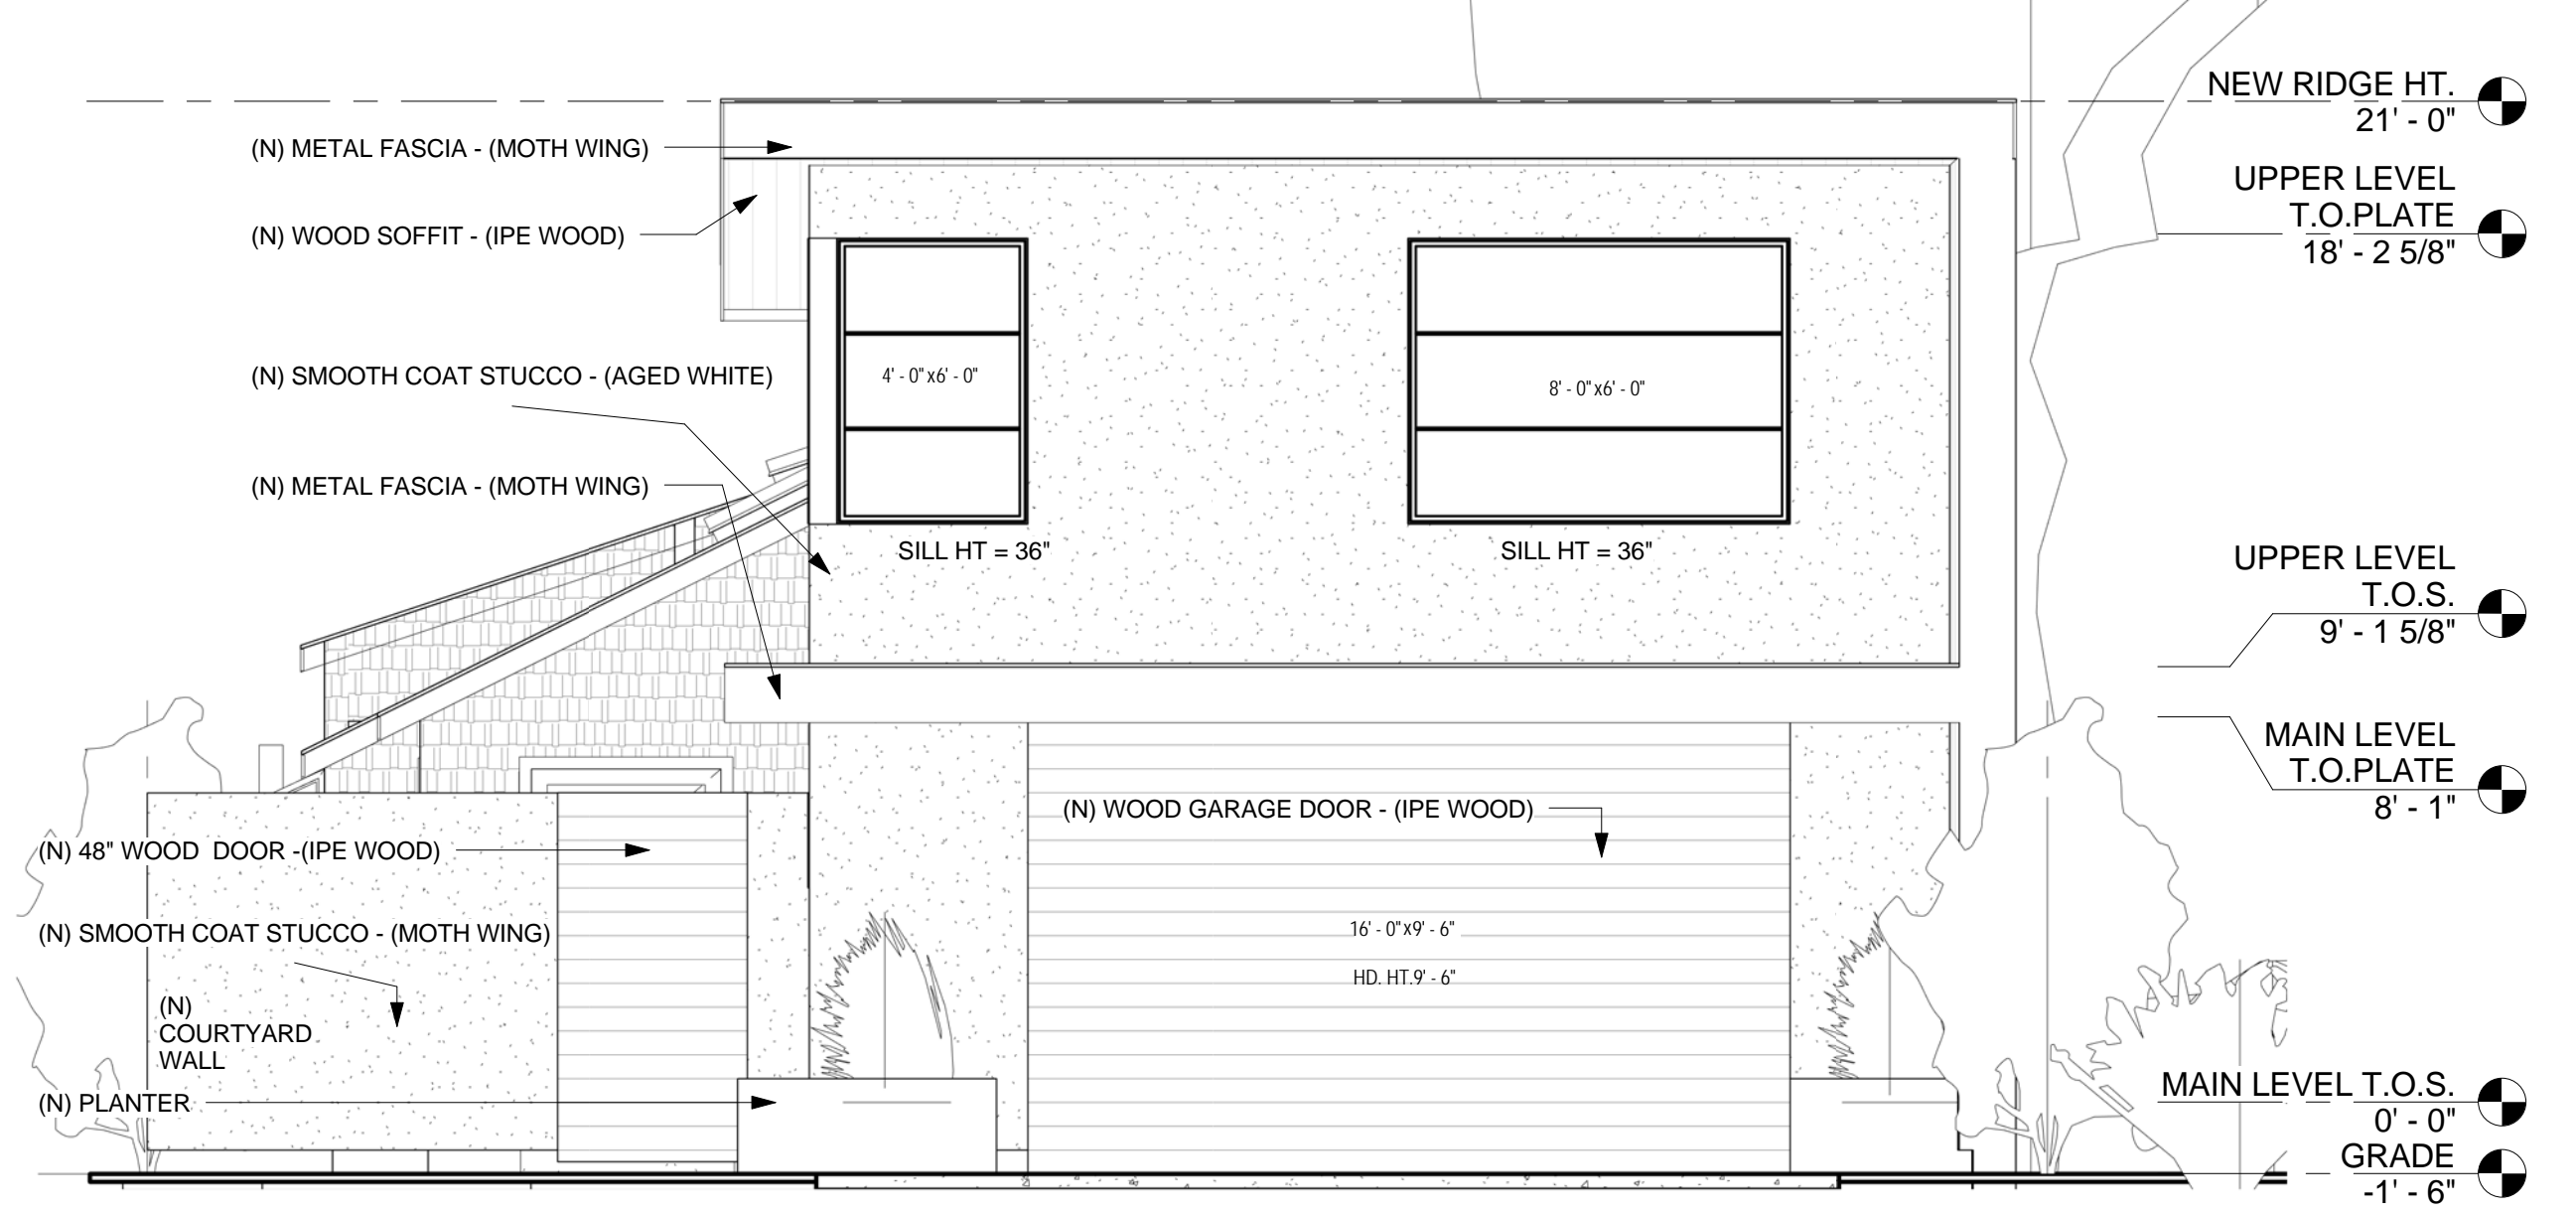 NEW RIDGE HT.
21' - 0"
(N) METAL FASCIA - (MOTH WING)
UPPER LEVEL
T.O.PLATE
18' - 2 5/8"
(N) WOOD SOFFIT - (IPE WOOD)
(N) SMOOTH COAT STUCCO - (AGED WHITE)
4' - 0"x6' - 0"
8' - 0"x6' - 0"
(N) METAL FASCIA - (MOTH WING)
SILL HT = 36"
SILL HT = 36"
UPPER LEVEL
T.O.S.
9' - 1 5/8"
MAIN LEVEL
T.O.PLATE
8' - 1"
(N) WOOD GARAGE DOOR - (IPE WOOD)
(N) 48" WOOD  DOOR -(IPE WOOD)
(N) SMOOTH COAT STUCCO - (MOTH WING)
16' - 0"x9' - 6"
HD. HT.9' - 6"
(N)
COURTYARD
WALL
(N) PLANTER
MAIN LEVEL T.O.S.
0' - 0"
GRADE
-1' - 6"